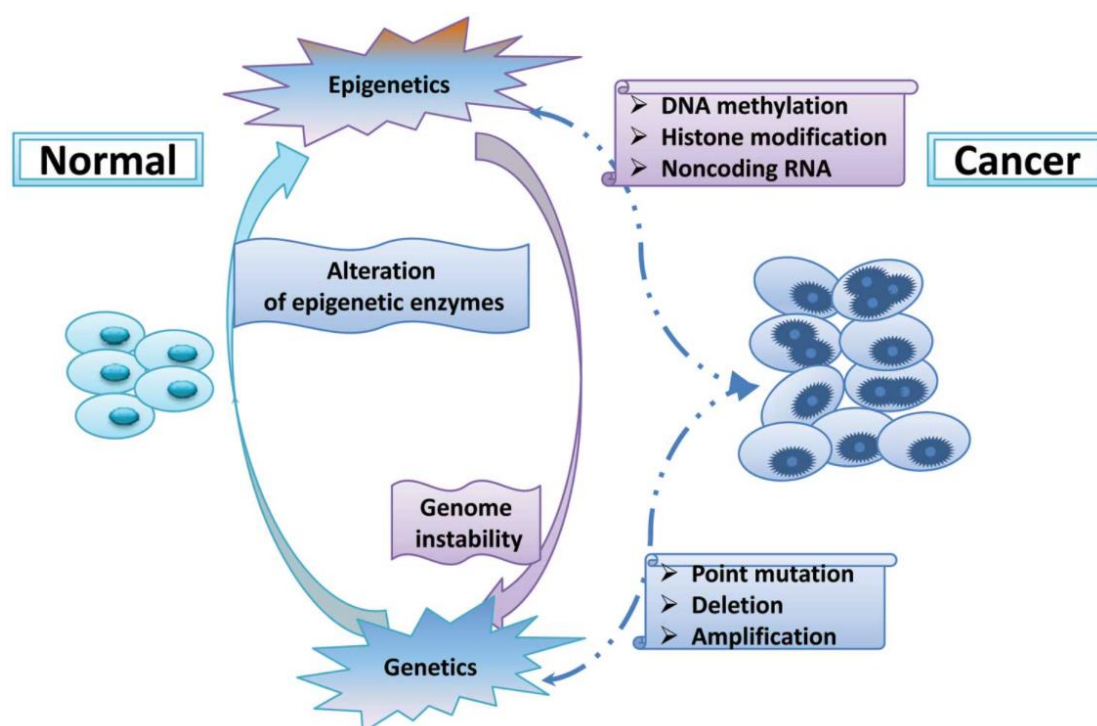 Epigenetics
DNA methylation
Histone modification
Noncoding RNA
Normal
Cancer
Alteration
of epigenetic enzymes
Genome
instability
Point mutation
Deletion
Amplification
Genetics